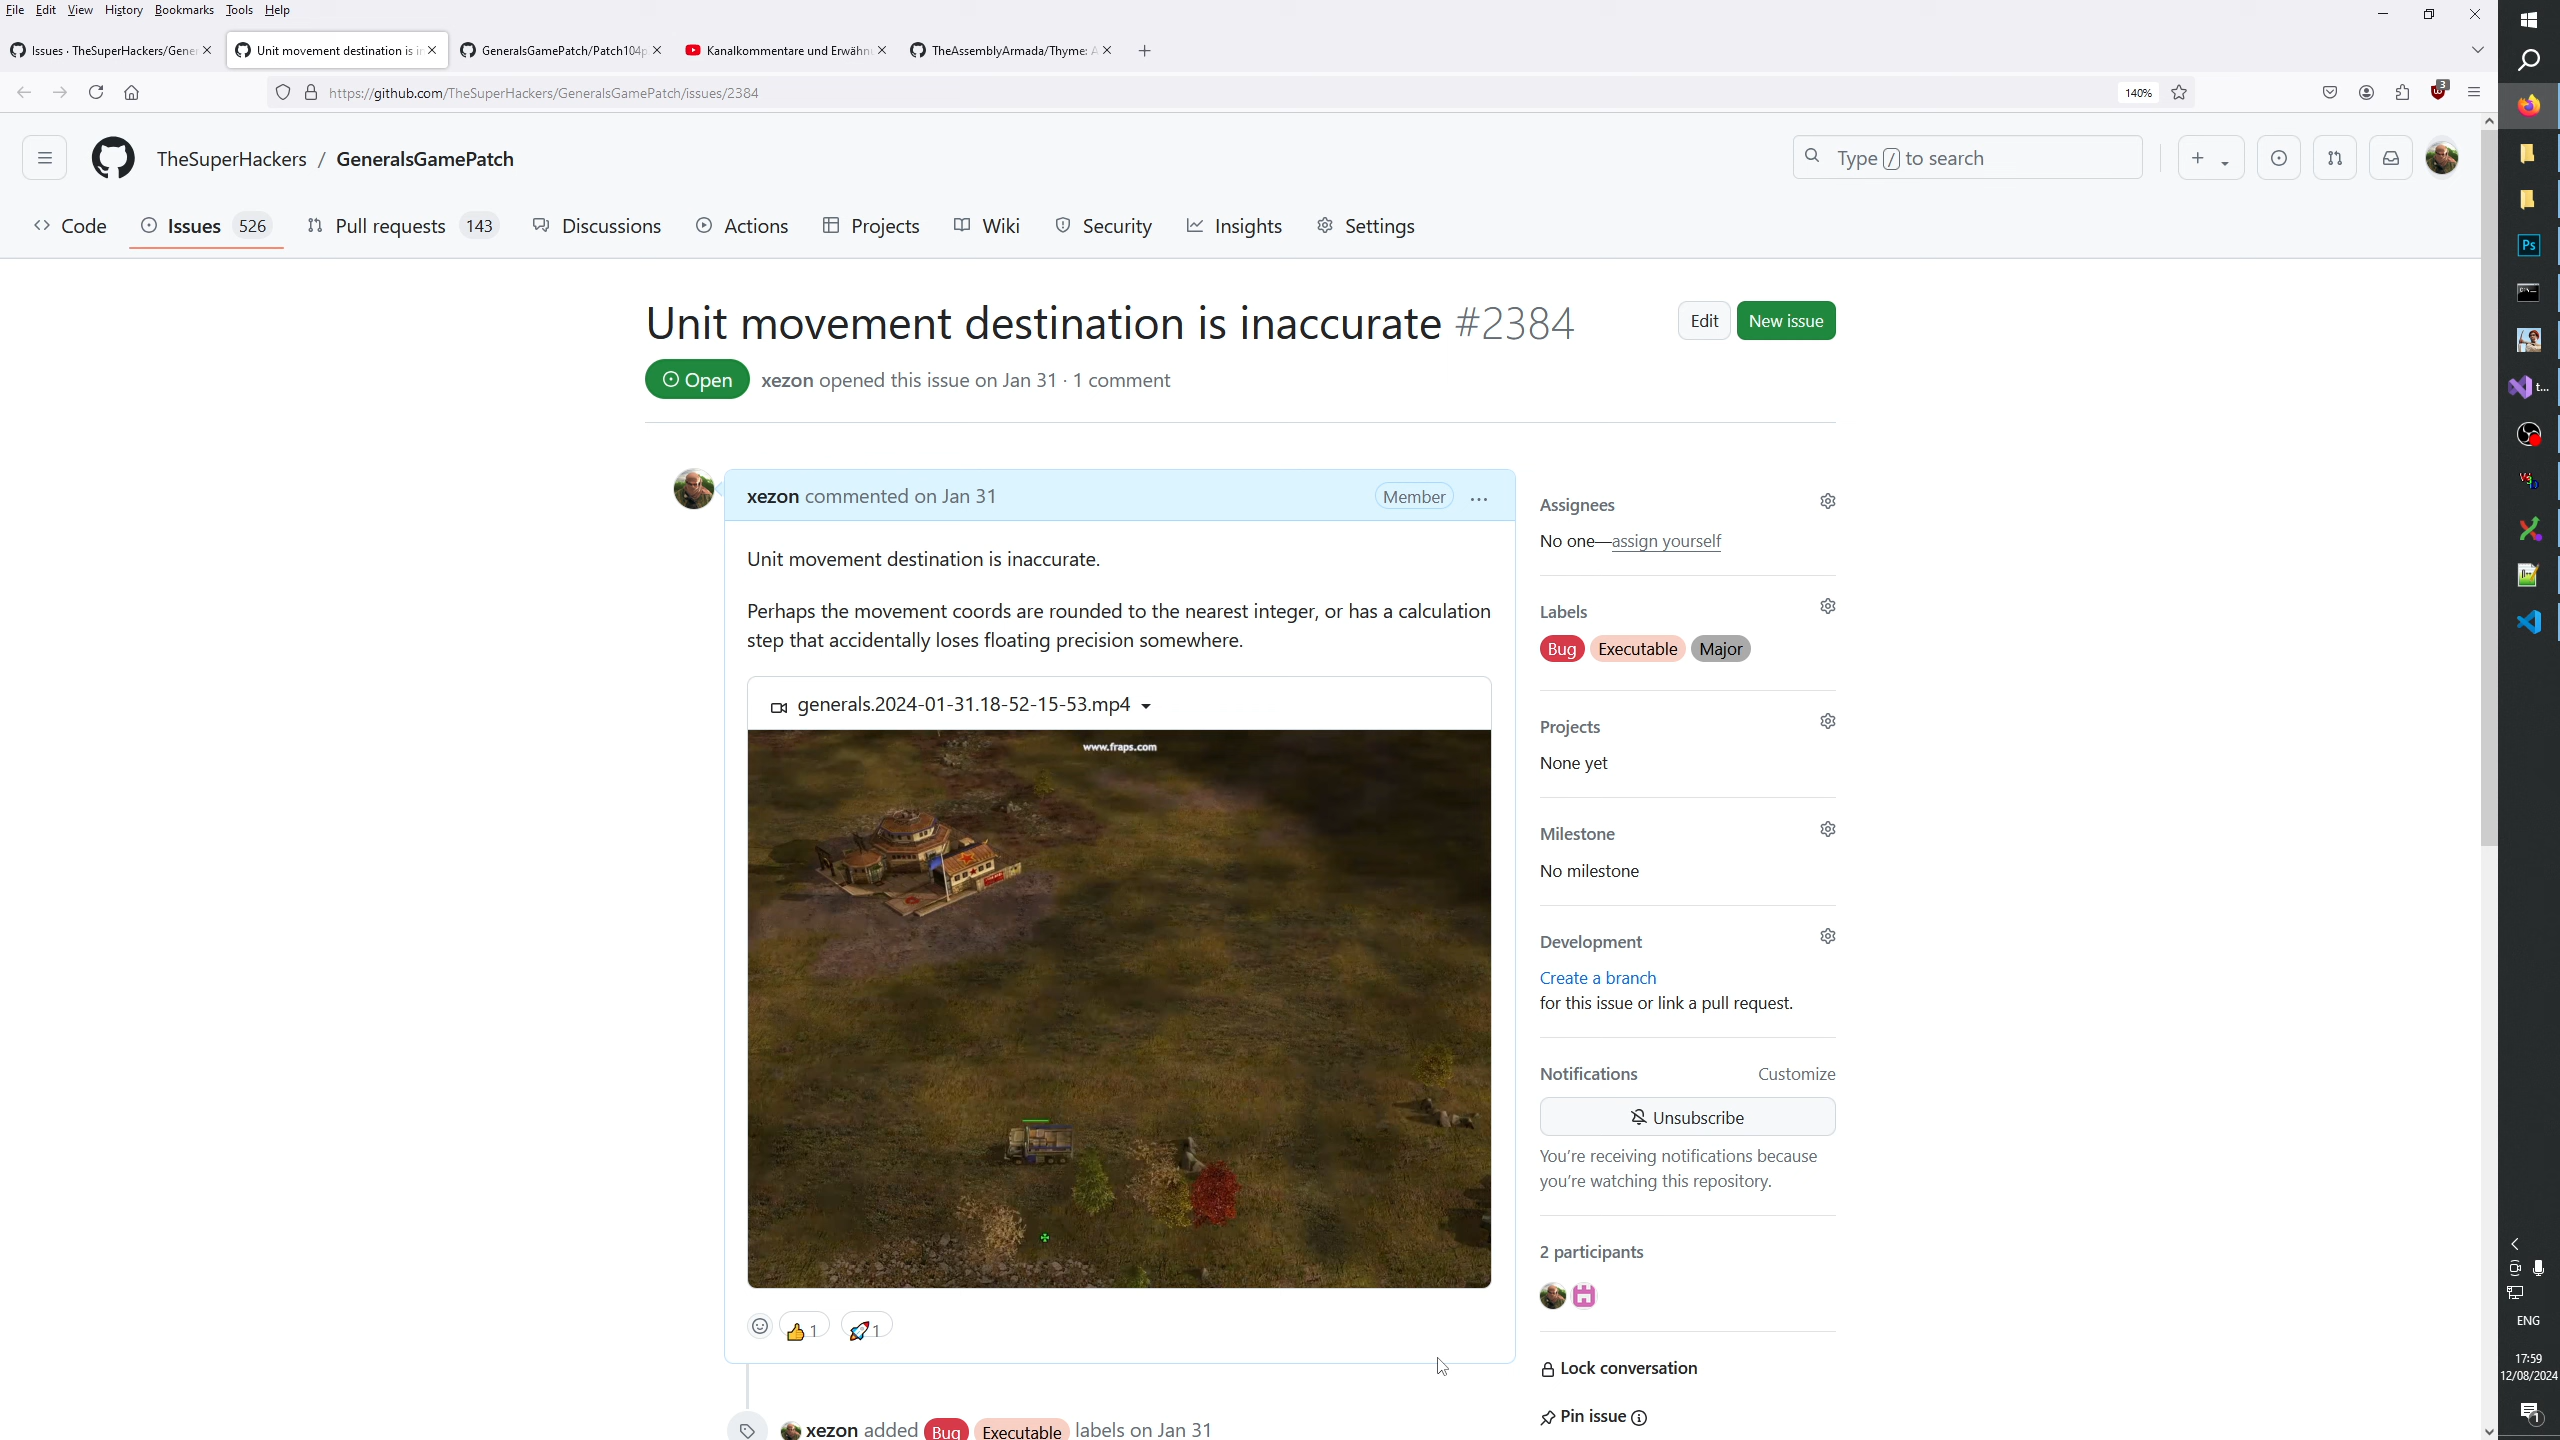 File Edit View History Bookmarks Tools Help
Issues · TheSuperHackers/Gener
Unit movement destination is in
GeneralsGamePatch/Patch104p
Kanalkommentare und Erwähn
TheAssemblyArmada/Thyme: A
https://github.com/TheSuperHackers/GeneralsGamePatch/issues/2384
140%
3
TheSuperHackers / GeneralsGamePatch
Type / to search
Code
Issues 526
Pull requests 143
Discussions
Actions
Projects
Wiki
Security
Insights
Settings
Unit movement destination is inaccurate #2384
Edit
New issue
Open
xezon opened this issue on Jan 31 · 1 comment
xezon commented on Jan 31
Member
Unit movement destination is inaccurate.
Perhaps the movement coords are rounded to the nearest integer, or has a calculation
step that accidentally loses floating precision somewhere.
generals.2024-01-31.18-52-15-53.mp4
www.fraps.com
1
1
xezon added Bug Executable labels on Jan 31
Assignees
No one—assign yourself
Labels
Bug Executable Major
Projects
None yet
Milestone
No milestone
Development
Create a branch
for this issue or link a pull request.
Notifications
Customize
Unsubscribe
You're receiving notifications because
you're watching this repository.
2 participants
Lock conversation
Pin issue
Ps
t...
ENG
17:59
12/08/2024
1